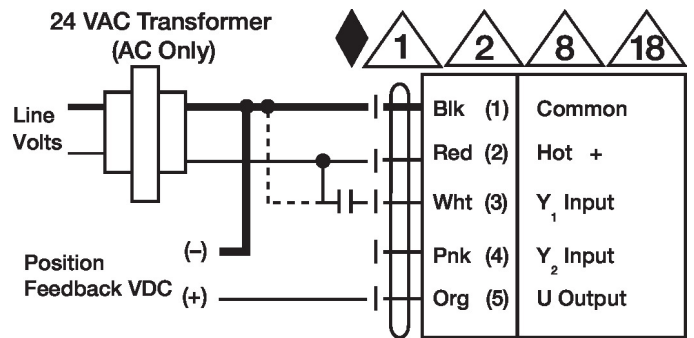 24 VAC Transformer
(AC Only)
1 2 8 18
Line
Volts
Blk (1) Common
Red (2) Hot +
Wht (3) Y1 Input
Pnk (4) Y2 Input
Org (5) U Output
Position
Feedback VDC
(–)
(+)